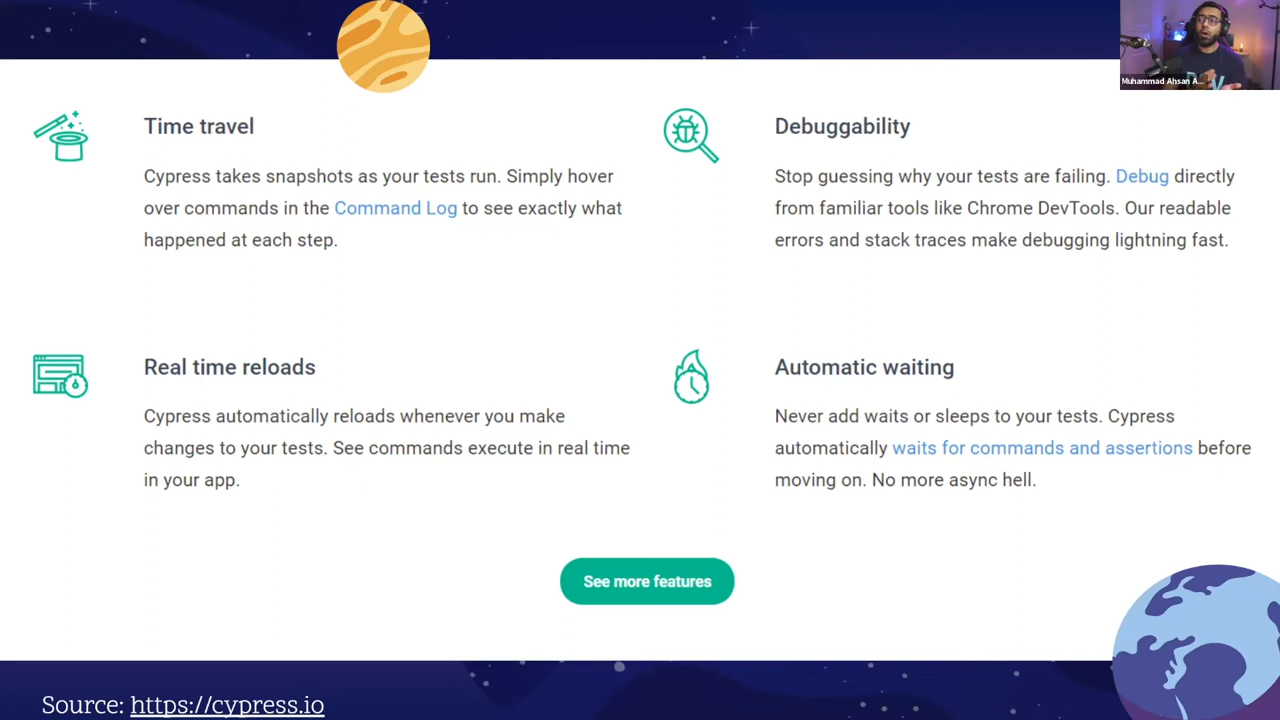 Muhammad Ahsan A...
Time travel
Cypress takes snapshots as your tests run. Simply hover
over commands in the Command Log to see exactly what
happened at each step.
Debuggability
Stop guessing why your tests are failing. Debug directly
from familiar tools like Chrome DevTools. Our readable
errors and stack traces make debugging lightning fast.
Real time reloads
Cypress automatically reloads whenever you make
changes to your tests. See commands execute in real time
in your app.
Automatic waiting
Never add waits or sleeps to your tests. Cypress
automatically waits for commands and assertions before
moving on. No more async hell.
See more features
Source: https://cypress.io